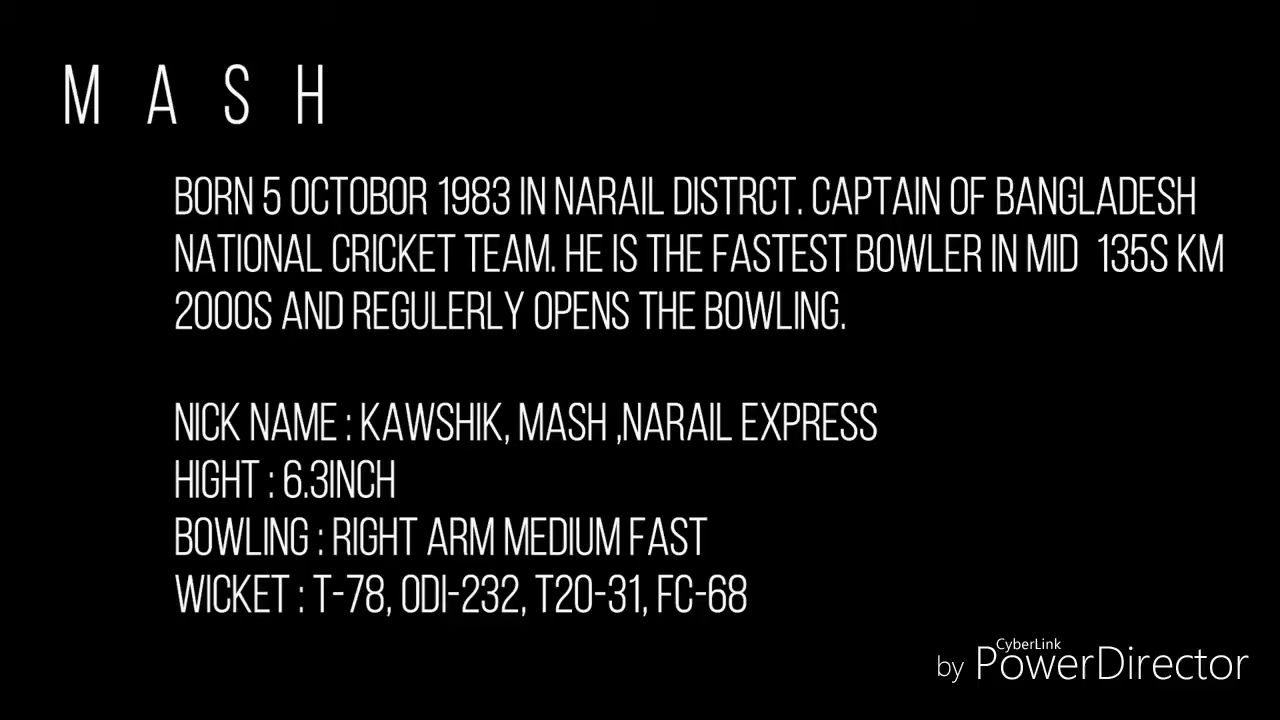 MASH
BORN 5 OCTOBOR 1983 IN NARAIL DISTRCT. CAPTAIN OF BANGLADESH
NATIONAL CRICKET TEAM. HE IS THE FASTEST BOWLER IN MID 135S KM
2000S AND REGULERLY OPENS THE BOWLING.
NICK NAME : KAWSHIK, MASH ,NARAIL EXPRESS
HIGHT : 6.3INCH
BOWLING : RIGHT ARM MEDIUM FAST
WICKET : T-78, ODI-232, T20-31, FC-68
CyberLink
by PowerDirector